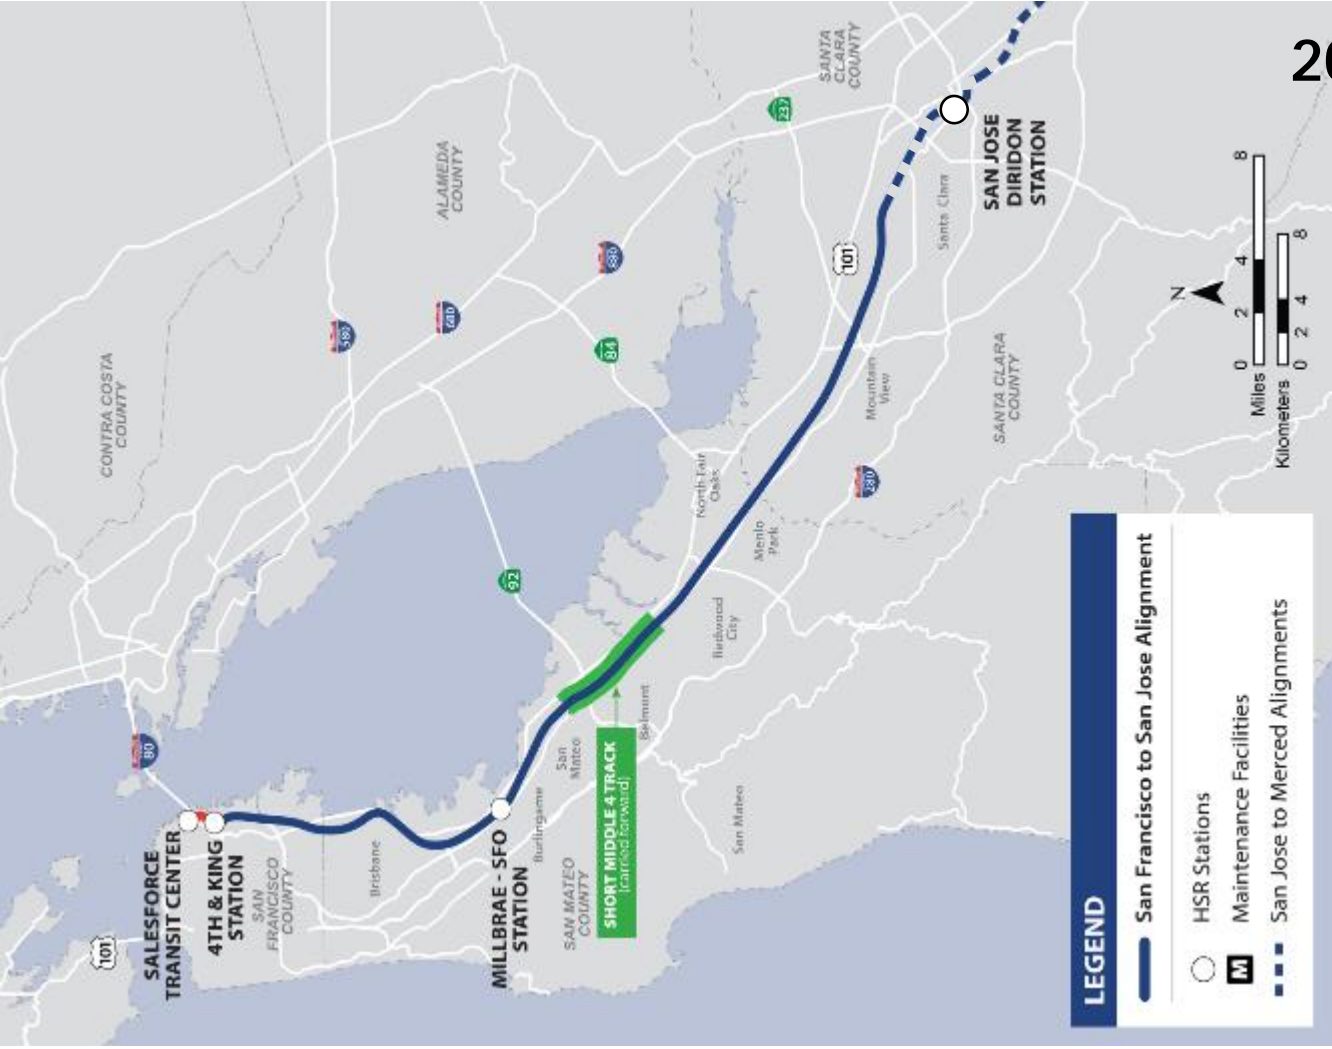 20
CONTRA COSTA
COUNTY
ALAMEDA
COUNTY
SANTA
CLARA
COUNTY
580
680
880
84
237
92
80
101
SALESFORCE
TRANSIT CENTER
4TH & KING
STATION
SAN
FRANCISCO
COUNTY
Brisbane
MILLBRAE - SFO
STATION
Burlingame
SAN MATEO
COUNTY
San
Mateo
SHORT MIDDLE 4 TRACK
(carried forward)
Belmont
San Mateo
Redwood
City
North Fair
Oaks
Menlo
Park
280
Mountain
View
101
Santa Clara
SANTA CLARA
COUNTY
SAN JOSE
DIRIDON
STATION
N
0 2 4 8
Miles
0 2 4 8
Kilometers
LEGEND
San Francisco to San Jose Alignment
HSR Stations
M Maintenance Facilities
San Jose to Merced Alignments